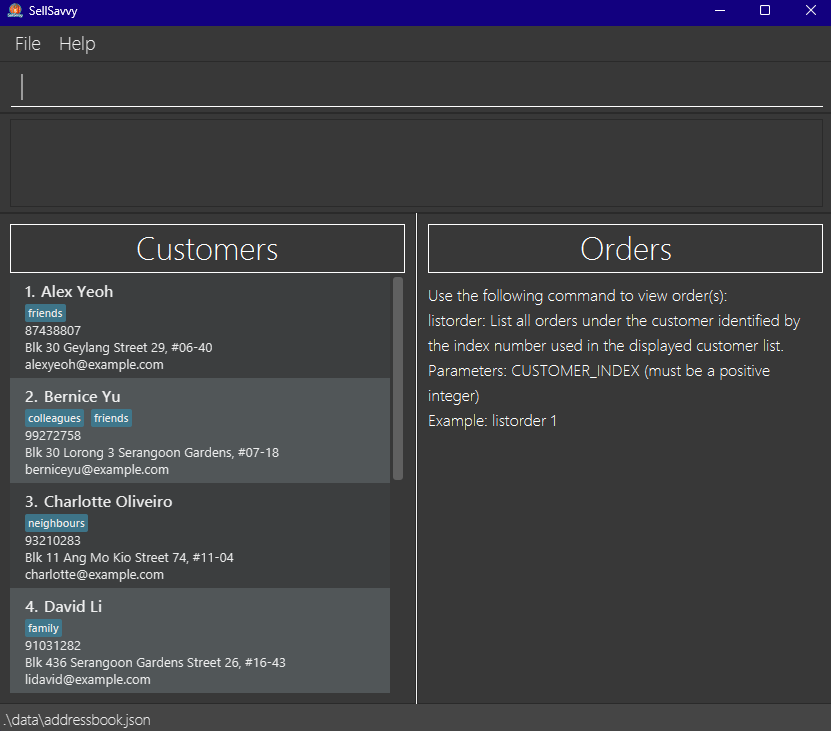 SellSavvy
File Help
Customers
1. Alex Yeoh
friends
87438807
Blk 30 Geylang Street 29, #06-40
alexyeoh@example.com
2. Bernice Yu
colleagues friends
99272758
Blk 30 Lorong 3 Serangoon Gardens, #07-18
berniceyu@example.com
3. Charlotte Oliveiro
neighbours
93210283
Blk 11 Ang Mo Kio Street 74, #11-04
charlotte@example.com
4. David Li
family
91031282
Blk 436 Serangoon Gardens Street 26, #16-43
lidavid@example.com
Orders
Use the following command to view order(s):
listorder: List all orders under the customer identified by
the index number used in the displayed customer list.
Parameters: CUSTOMER_INDEX (must be a positive
integer)
Example: listorder 1
.\data\addressbook.json